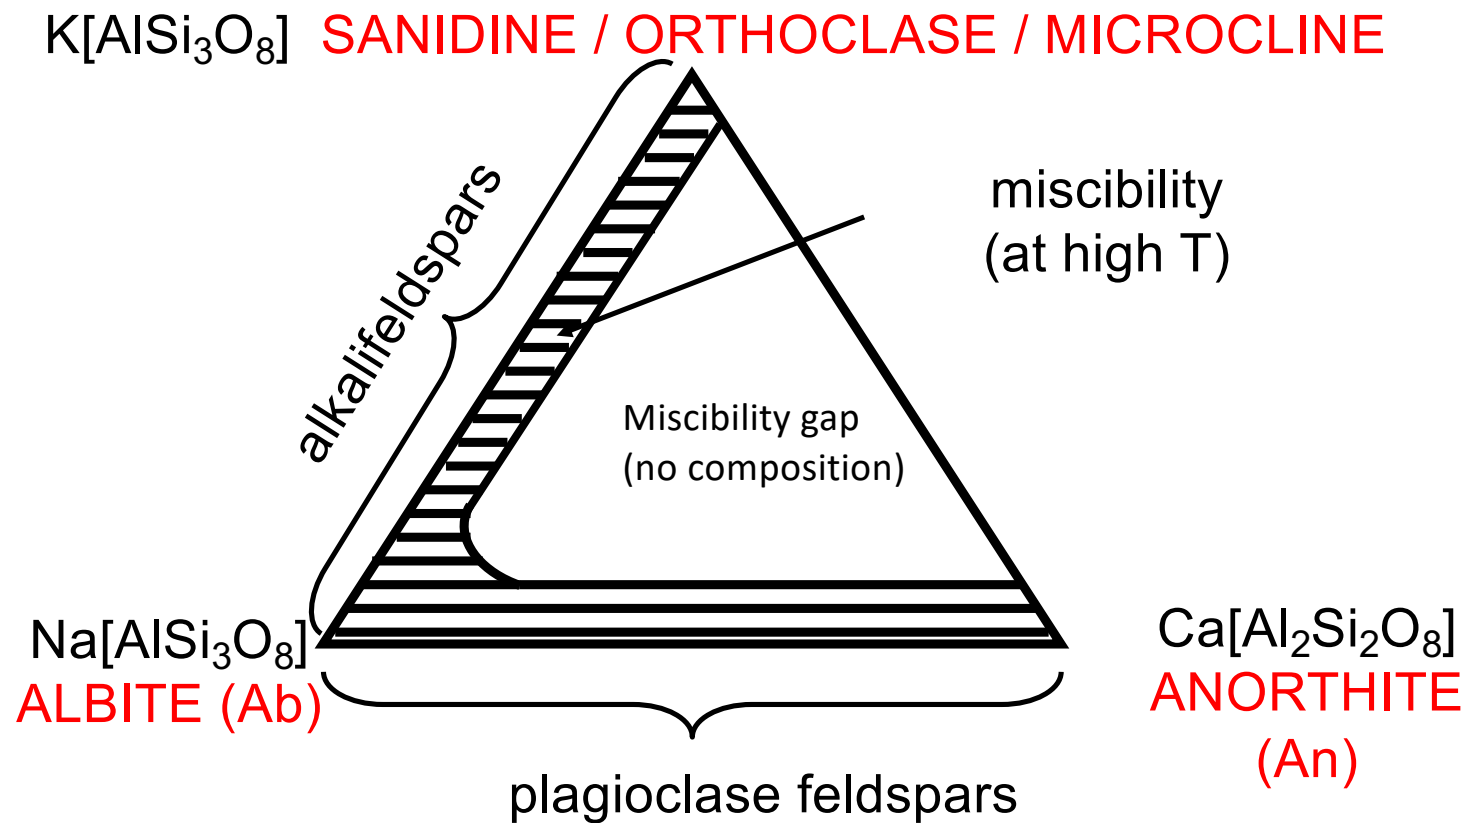 K[AlSi₃O₈] SANIDINE / ORTHOCLASE / MICROCLINE
alkalifeldspars
miscibility
(at high T)
Miscibility gap
(no composition)
Na[AlSi₃O₈]
ALBITE (Ab)
Ca[Al₂Si₂O₈]
ANORTHITE
(An)
plagioclase feldspars